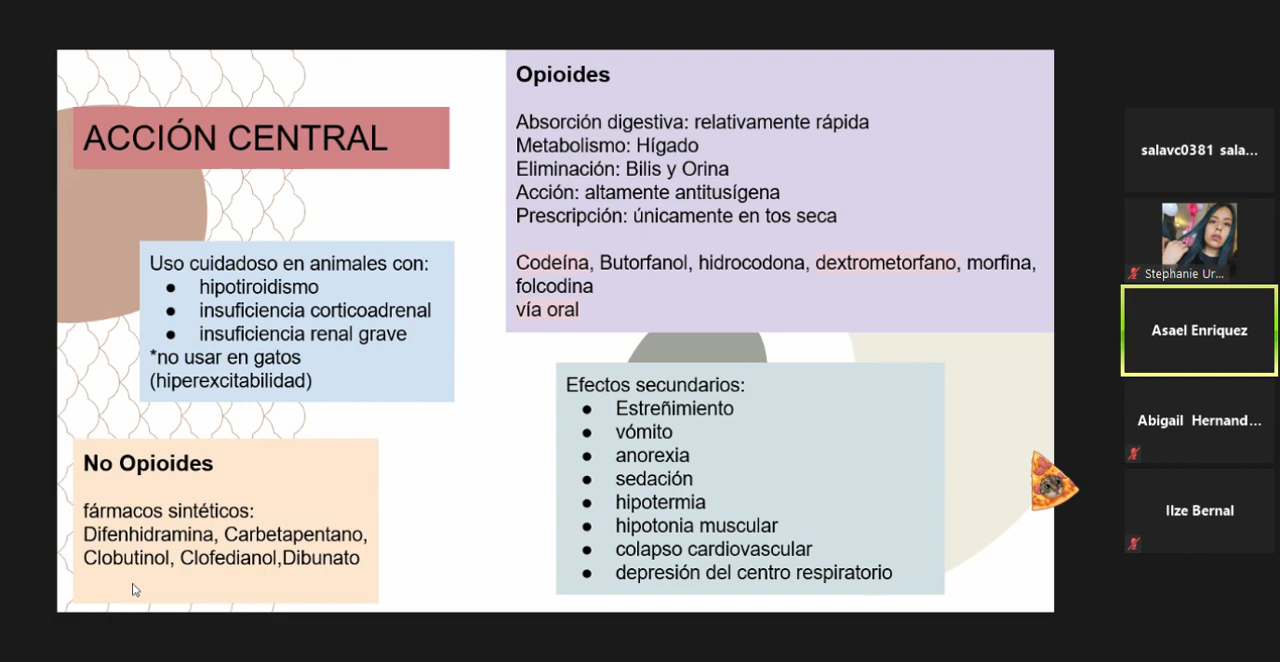 ACCIÓN CENTRAL
Uso cuidadoso en animales con:
● hipotiroidismo
● insuficiencia corticoadrenal
● insuficiencia renal grave
*no usar en gatos
(hiperexcitabilidad)
No Opioides
fármacos sintéticos:
Difenhidramina, Carbetapentano,
Clobutinol, Clofedianol,Dibunato
Opioides
Absorción digestiva: relativamente rápida
Metabolismo: Hígado
Eliminación: Bilis y Orina
Acción: altamente antitusígena
Prescripción: únicamente en tos seca
Codeína, Butorfanol, hidrocodona, dextrometorfano, morfina,
folcodina
vía oral
Efectos secundarios:
● Estreñimiento
● vómito
● anorexia
● sedación
● hipotermia
● hipotonia muscular
● colapso cardiovascular
● depresión del centro respiratorio
salavc0381 sala...
Stephanie Ur...
Asael Enriquez
Abigail Hernand...
Ilze Bernal